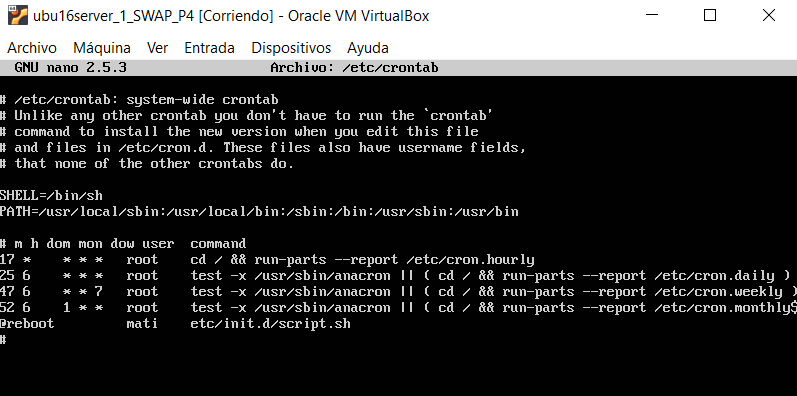 ubu16server_1_SWAP_P4 [Corriendo] - Oracle VM VirtualBox
Archivo Máquina Ver Entrada Dispositivos Ayuda
GNU nano 2.5.3 Archivo: /etc/crontab
# /etc/crontab: system-wide crontab
# Unlike any other crontab you don't have to run the `crontab'
# command to install the new version when you edit this file
# and files in /etc/cron.d. These files also have username fields,
# that none of the other crontabs do.
SHELL=/bin/sh
PATH=/usr/local/sbin:/usr/local/bin:/sbin:/bin:/usr/sbin:/usr/bin
# m h dom mon dow user  command
17 *    * * *   root    cd / && run-parts --report /etc/cron.hourly
25 6    * * *   root    test -x /usr/sbin/anacron || ( cd / && run-parts --report /etc/cron.daily )
47 6    * * 7   root    test -x /usr/sbin/anacron || ( cd / && run-parts --report /etc/cron.weekly )
52 6    1 * *   root    test -x /usr/sbin/anacron || ( cd / && run-parts --report /etc/cron.monthly$
@reboot         mati    etc/init.d/script.sh
#